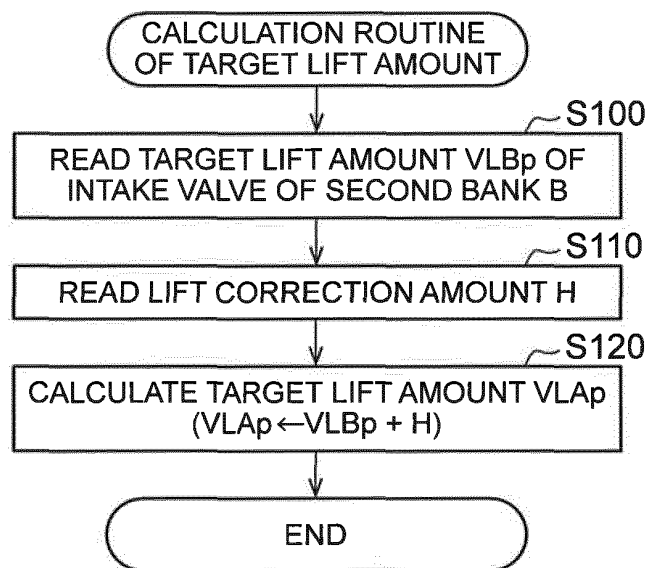 CALCULATION ROUTINE
OF TARGET LIFT AMOUNT
S100
READ TARGET LIFT AMOUNT VLBp OF
INTAKE VALVE OF SECOND BANK B
S110
READ LIFT CORRECTION AMOUNT H
S120
CALCULATE TARGET LIFT AMOUNT VLAp
(VLAp←VLBp + H)
END